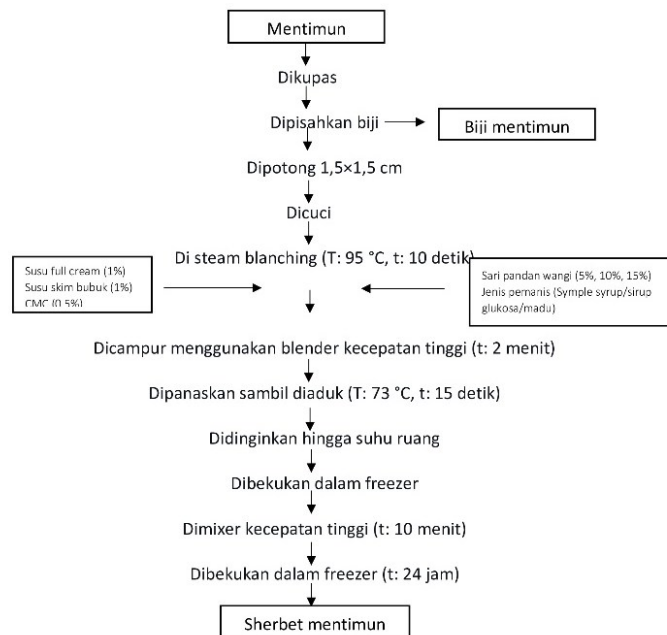 Mentimun
Dikupas
Dipisahkan biji
Biji mentimun
Dipotong 1,5×1,5 cm
Dicuci
Di steam blanching (T: 95 °C, t: 10 detik)
Susu full cream (1%)
Susu skim bubuk (1%)
CMC (0.5%)
Sari pandan wangi (5%, 10%, 15%)
Jenis pemanis (Symple syrup/sirup
glukosa/madu)
Dicampur menggunakan blender kecepatan tinggi (t: 2 menit)
Dipanaskan sambil diaduk (T: 73 °C, t: 15 detik)
Didinginkan hingga suhu ruang
Dibekukan dalam freezer
Dimixer kecepatan tinggi (t: 10 menit)
Dibekukan dalam freezer (t: 24 jam)
Sherbet mentimun